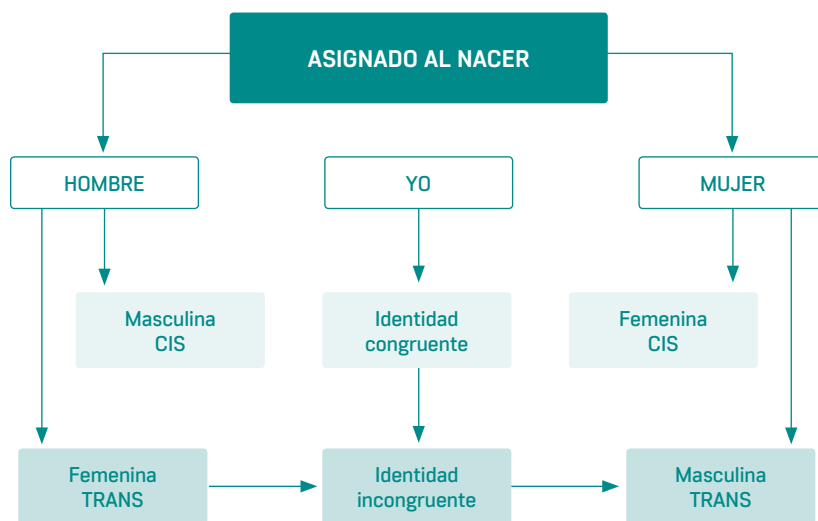 ASIGNADO AL NACER
HOMBRE
YO
MUJER
Masculina
CIS
Identidad
congruente
Femenina
CIS
Femenina
TRANS
Identidad
incongruente
Masculina
TRANS